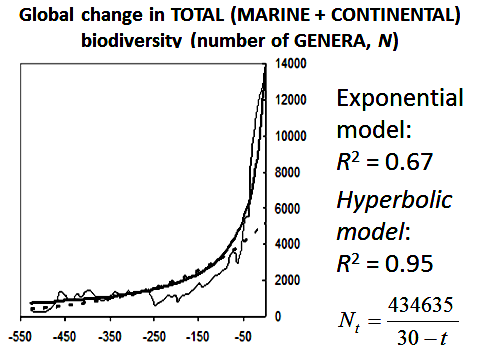 Global change in TOTAL (MARINE + CONTINENTAL)
biodiversity (number of GENERA, N)
14000
12000
10000
8000
6000
4000
2000
0
-550 -450 -350 -250 -150 -50
Exponential
model:
R² = 0.67
Hyperbolic
model:
R² = 0.95
Nₜ = 434635 / (30 – t)